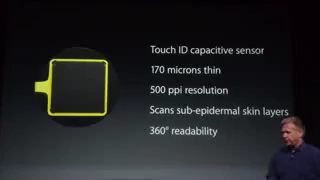 Touch ID capacitive sensor
170 microns thin
500 ppi resolution
Scans sub-epidermal skin layers
360° readability